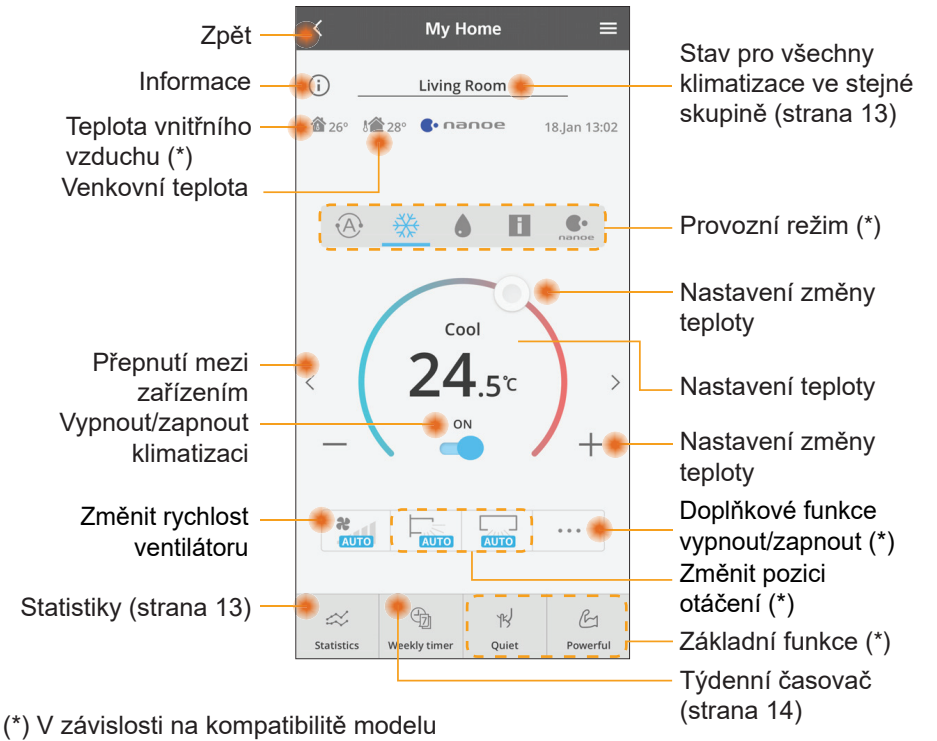 Zpět
Informace
Teplota vnitřního
vzduchu (*)
Venkovní teplota
Přepnutí mezi
zařízením
Vypnout/zapnout
klimatizaci
Změnit rychlost
ventilátoru
Statistiky (strana 13)
My Home
Living Room
26° 28° nanoe 18.Jan 13:02
A i nanoe
Cool
24.5°C
ON
AUTO AUTO AUTO
Statistics Weekly timer Quiet Powerful
Stav pro všechny
klimatizace ve stejné
skupině (strana 13)
Provozní režim (*)
Nastavení změny
teploty
Nastavení teploty
Nastavení změny
teploty
Doplňkové funkce
vypnout/zapnout (*)
Změnit pozici
otáčení (*)
Základní funkce (*)
Týdenní časovač
(strana 14)
(*) V závislosti na kompatibilitě modelu